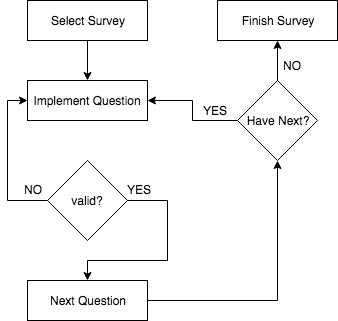 Select Survey
Finish Survey
Implement Question
YES
NO
Have Next?
NO
valid?
YES
Next Question